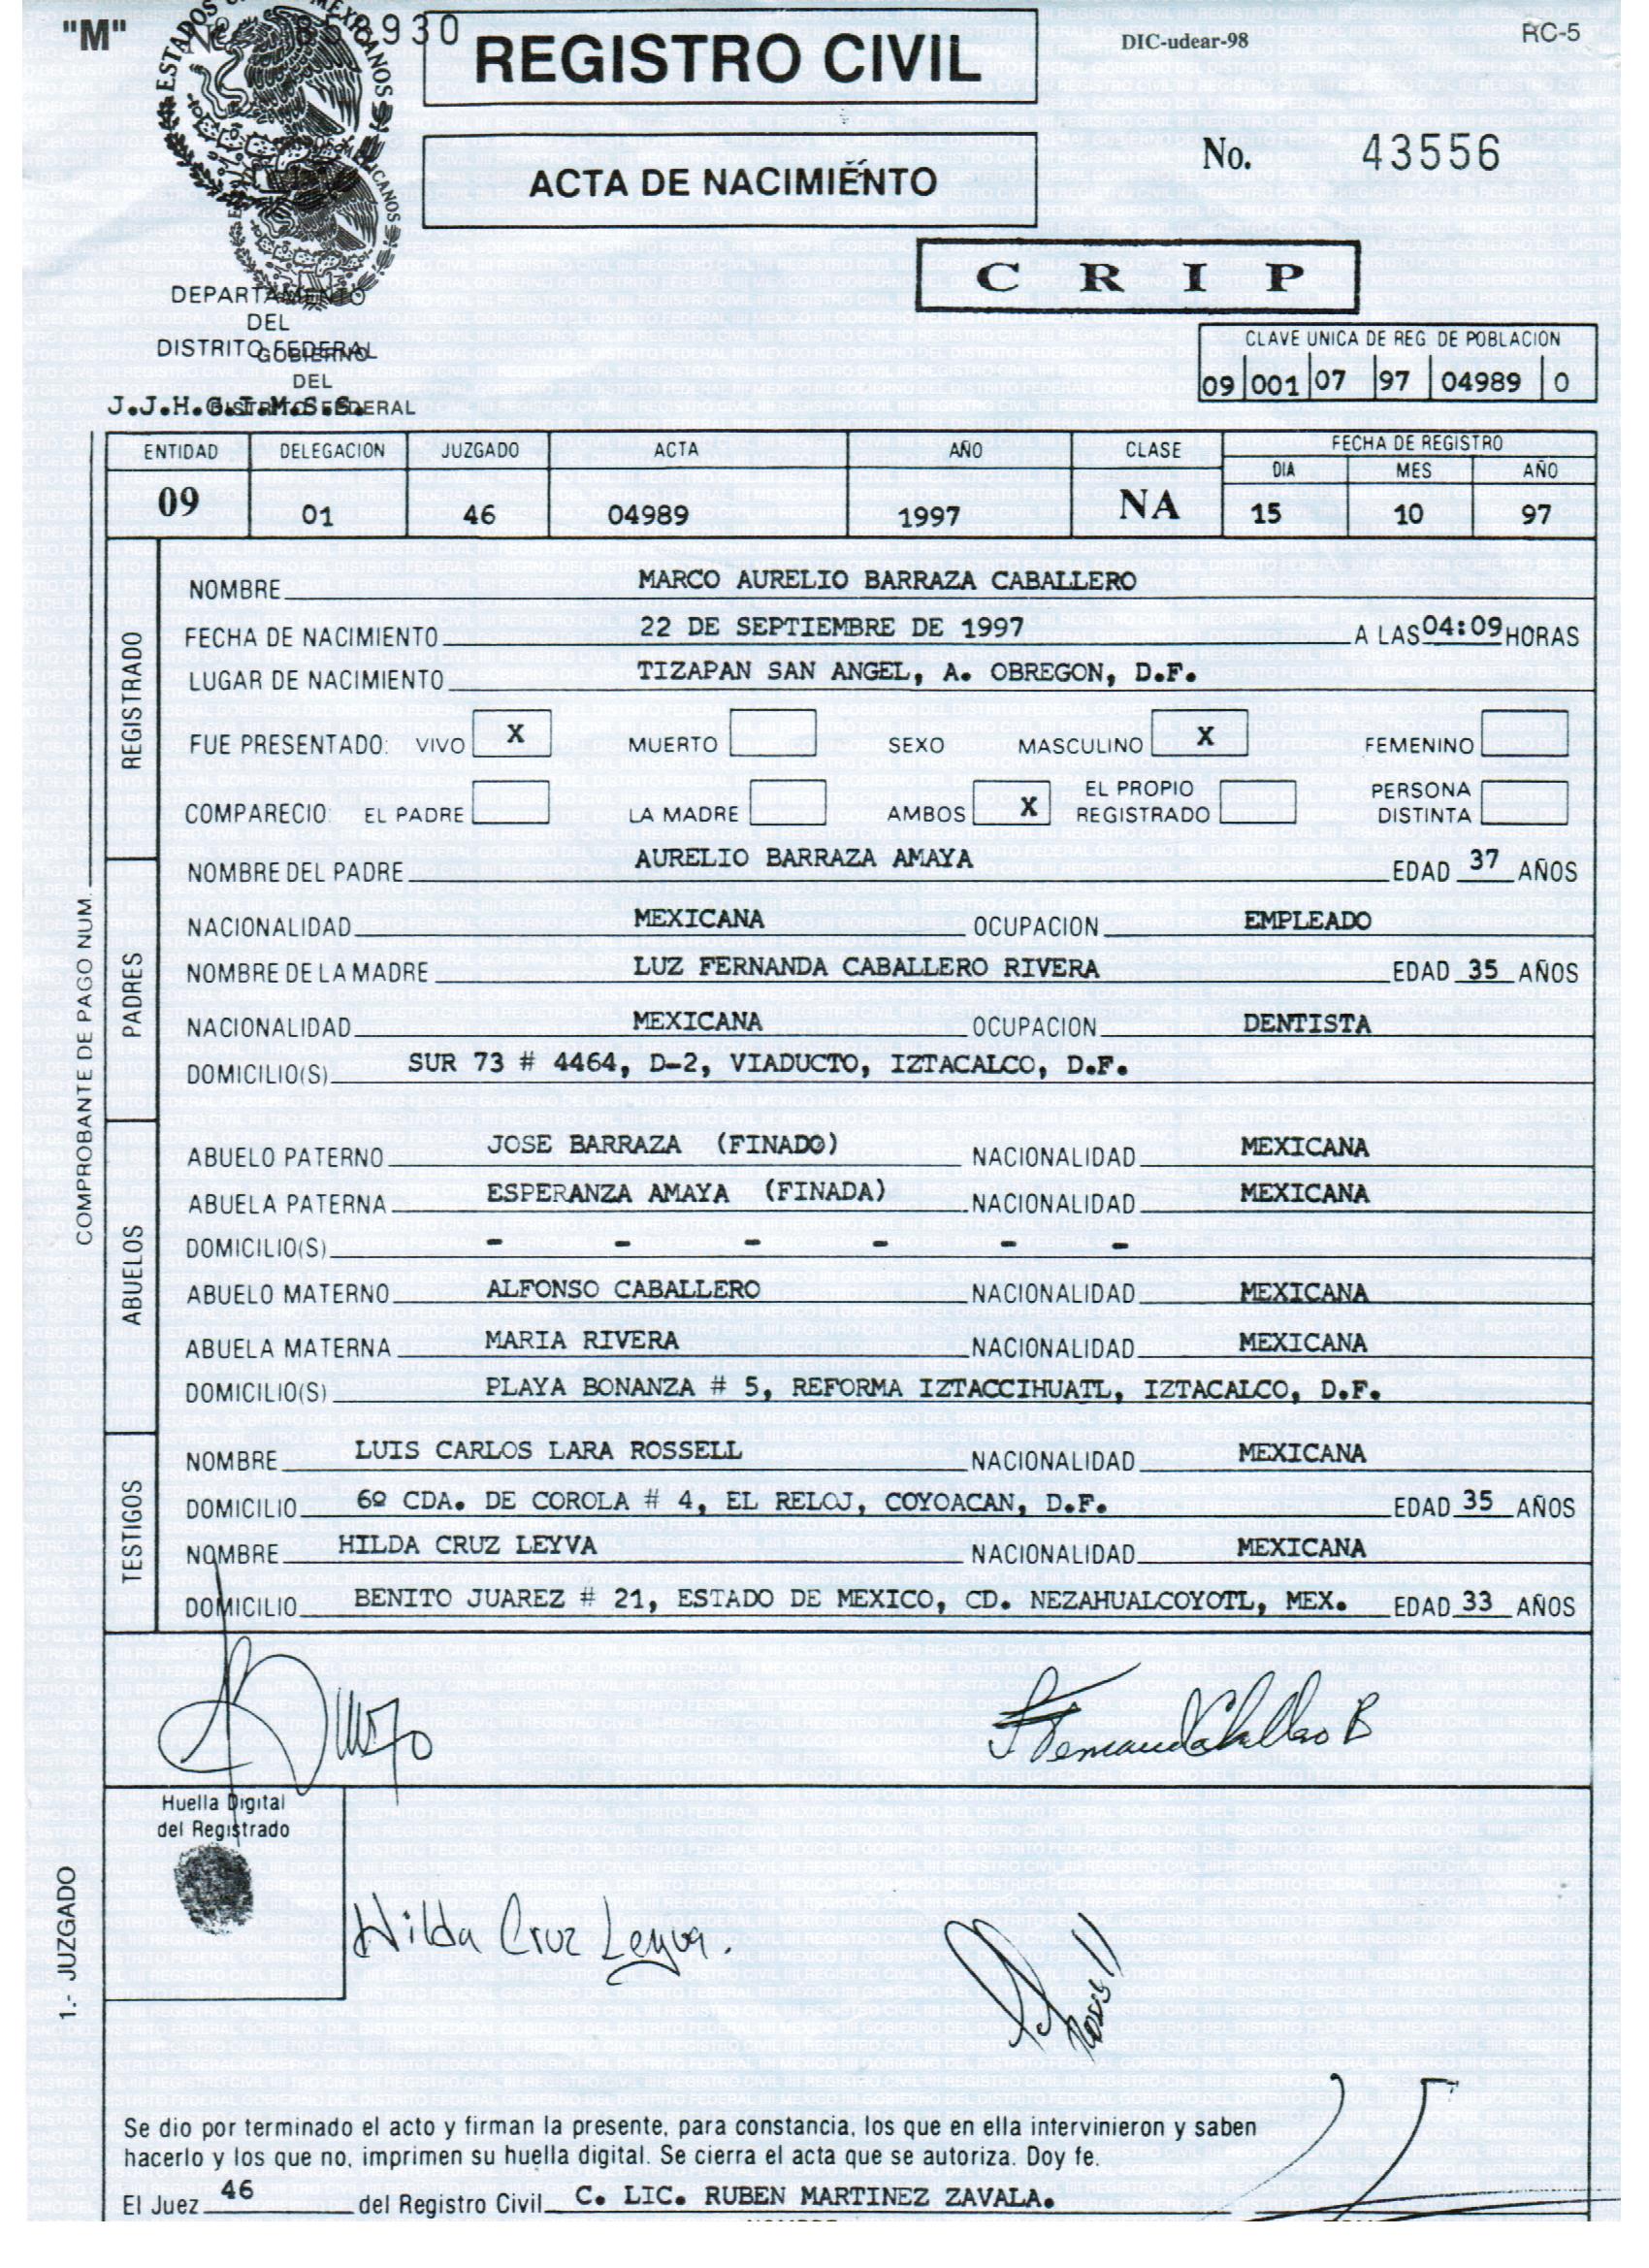 "M"
930
REGISTRO CIVIL
DIC-udear-98
RC-5
ACTA DE NACIMIENTO
No. 43556
C R I P
DEPARTAMENTO
DEL
DISTRITO FEDERAL
GOBIERNO
DEL
DISTRITO FEDERAL
CLAVE UNICA DE REG. DE POBLACION
09 001 07 97 04989 0
ENTIDAD DELEGACION JUZGADO ACTA AÑO CLASE FECHA DE REGISTRO
DIA MES AÑO
09 01 46 04989 1997 NA 15 10 97
COMPROBANTE DE PAGO NUM.
REGISTRADO
NOMBRE MARCO AURELIO BARRAZA CABALLERO
FECHA DE NACIMIENTO 22 DE SEPTIEMBRE DE 1997 A LAS 04:09 HORAS
LUGAR DE NACIMIENTO TIZAPAN SAN ANGEL, A. OBREGON, D.F.
FUE PRESENTADO: VIVO X MUERTO SEXO MASCULINO X FEMENINO
COMPARECIO: EL PADRE LA MADRE AMBOS X EL PROPIO REGISTRADO PERSONA DISTINTA
PADRES
NOMBRE DEL PADRE AURELIO BARRAZA AMAYA EDAD 37 AÑOS
NACIONALIDAD MEXICANA OCUPACION EMPLEADO
NOMBRE DE LA MADRE LUZ FERNANDA CABALLERO RIVERA EDAD 35 AÑOS
NACIONALIDAD MEXICANA OCUPACION DENTISTA
DOMICILIO(S) SUR 73 # 4464, D-2, VIADUCTO, IZTACALCO, D.F.
ABUELOS
ABUELO PATERNO JOSE BARRAZA (FINADO) NACIONALIDAD MEXICANA
ABUELA PATERNA ESPERANZA AMAYA (FINADA) NACIONALIDAD MEXICANA
DOMICILIO(S) - - - - - -
ABUELO MATERNO ALFONSO CABALLERO NACIONALIDAD MEXICANA
ABUELA MATERNA MARIA RIVERA NACIONALIDAD MEXICANA
DOMICILIO(S) PLAYA BONANZA # 5, REFORMA IZTACCIHUATL, IZTACALCO, D.F.
TESTIGOS
NOMBRE LUIS CARLOS LARA ROSSELL NACIONALIDAD MEXICANA
DOMICILIO 6º CDA. DE COROLA # 4, EL RELOJ, COYOACAN, D.F. EDAD 35 AÑOS
NOMBRE HILDA CRUZ LEYVA NACIONALIDAD MEXICANA
DOMICILIO BENITO JUAREZ # 21, ESTADO DE MEXICO, CD. NEZAHUALCOYOTL, MEX. EDAD 33 AÑOS
Huella Digital
del Registrado
Hilda Cruz Leyva.
1.- JUZGADO
Se dio por terminado el acto y firman la presente, para constancia, los que en ella intervinieron y saben
hacerlo y los que no, imprimen su huella digital. Se cierra el acta que se autoriza. Doy fe.
El Juez 46 del Registro Civil C. LIC. RUBEN MARTINEZ ZAVALA.